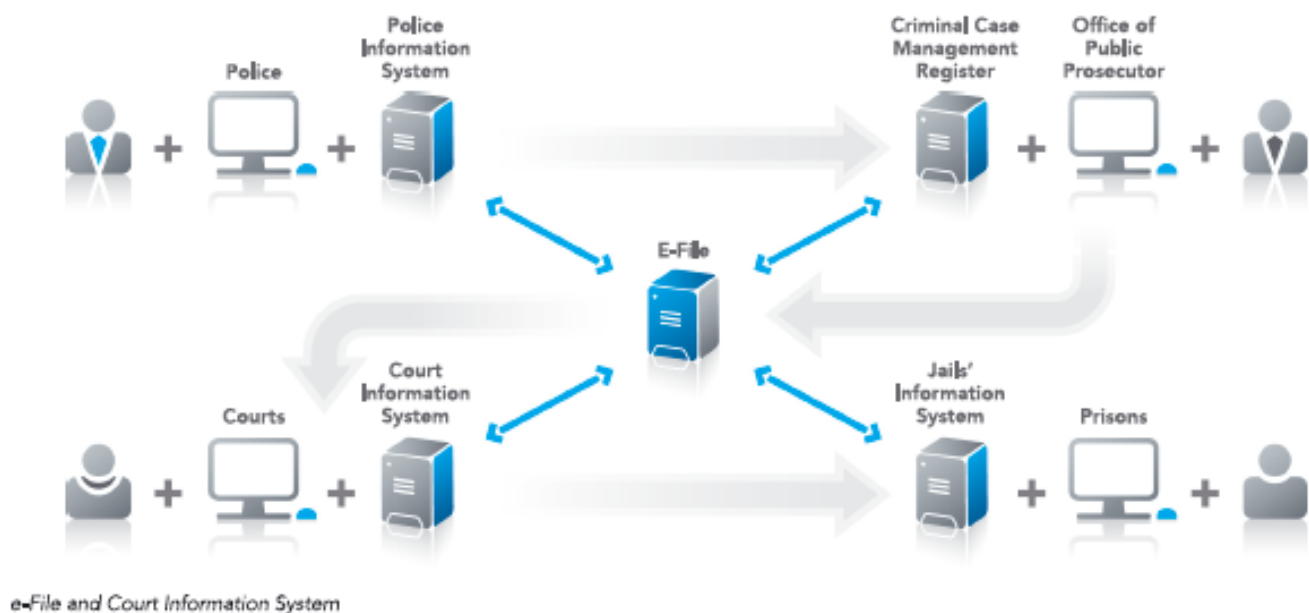 Police
Information
System
Police
Criminal Case
Management
Register
Office of
Public
Prosecutor
E-File
Court
Information
System
Courts
Jails'
Information
System
Prisons
e-File and Court Information System